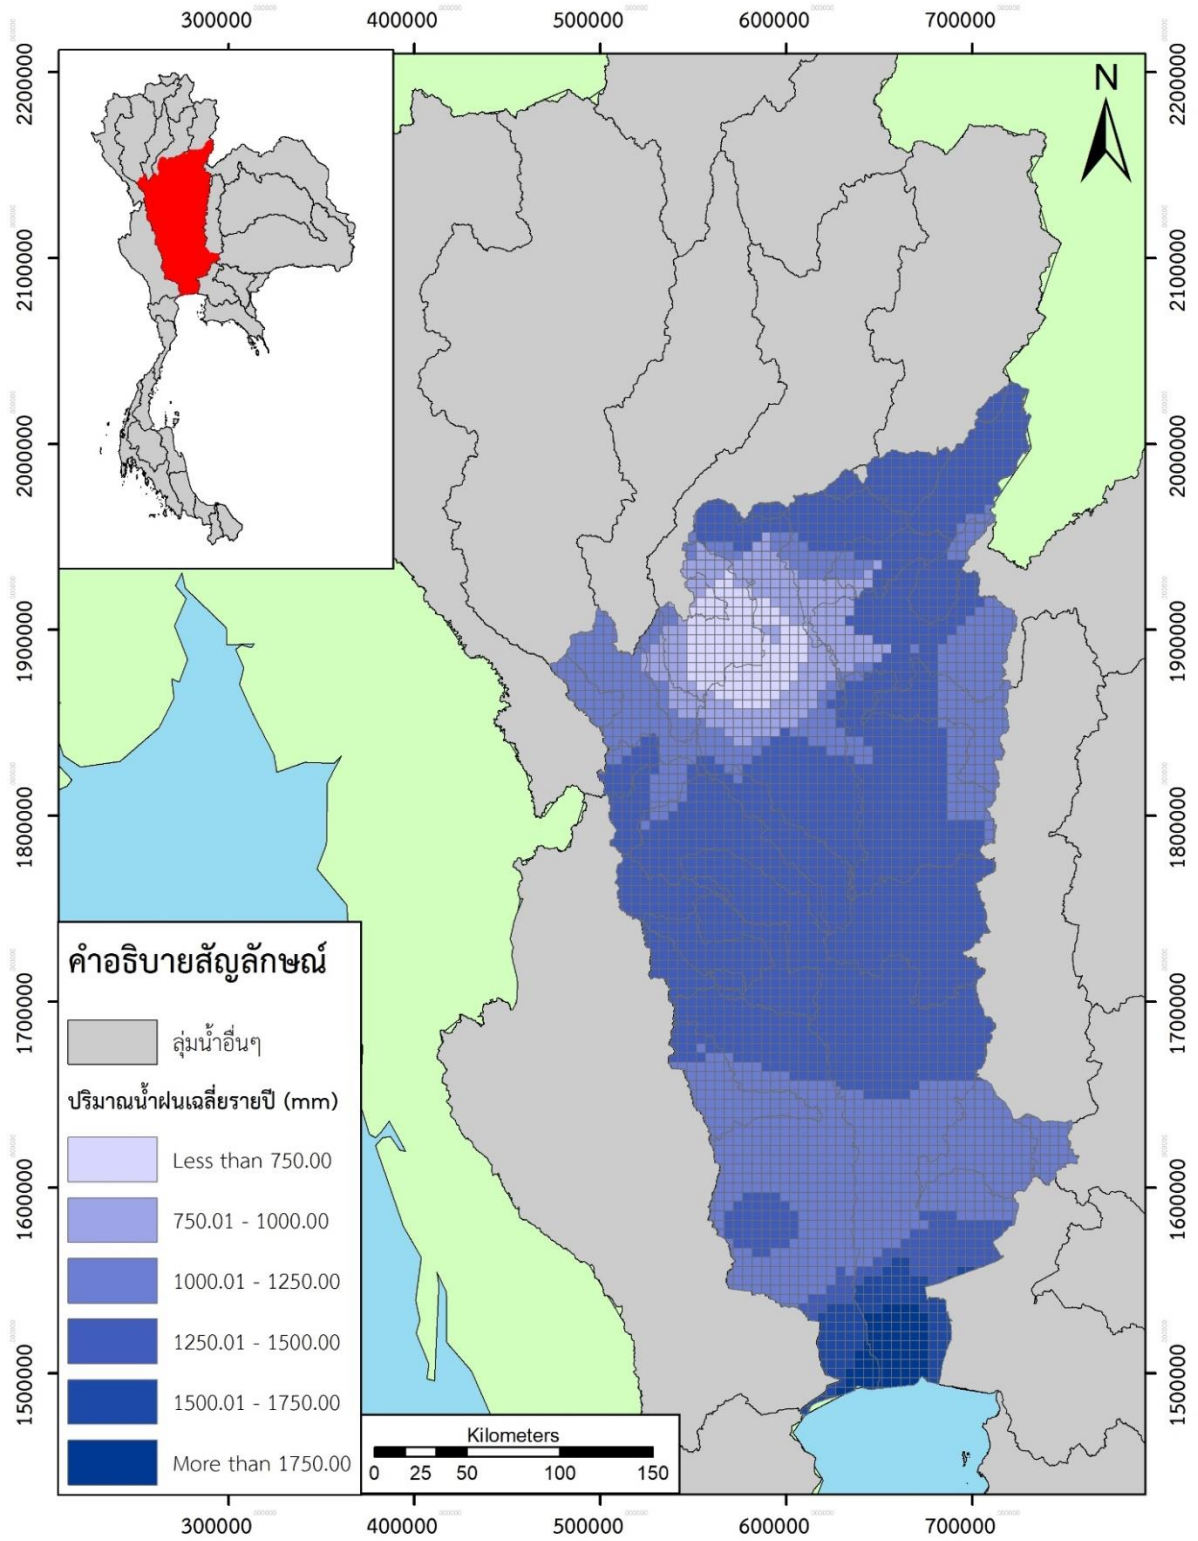 300000 400000 500000 600000 700000
N
2200000 2200000
2100000 2100000
2000000 2000000
1900000 1900000
1800000 1800000
1700000 1700000
1600000 1600000
1500000 1500000
คำอธิบายสัญลักษณ์
ลุ่มน้ำอื่นๆ
ปริมาณน้ำฝนเฉลี่ยรายปี (mm)
Less than 750.00
750.01 - 1000.00
1000.01 - 1250.00
1250.01 - 1500.00
1500.01 - 1750.00
More than 1750.00
Kilometers
0 25 50 100 150
300000 400000 500000 600000 700000